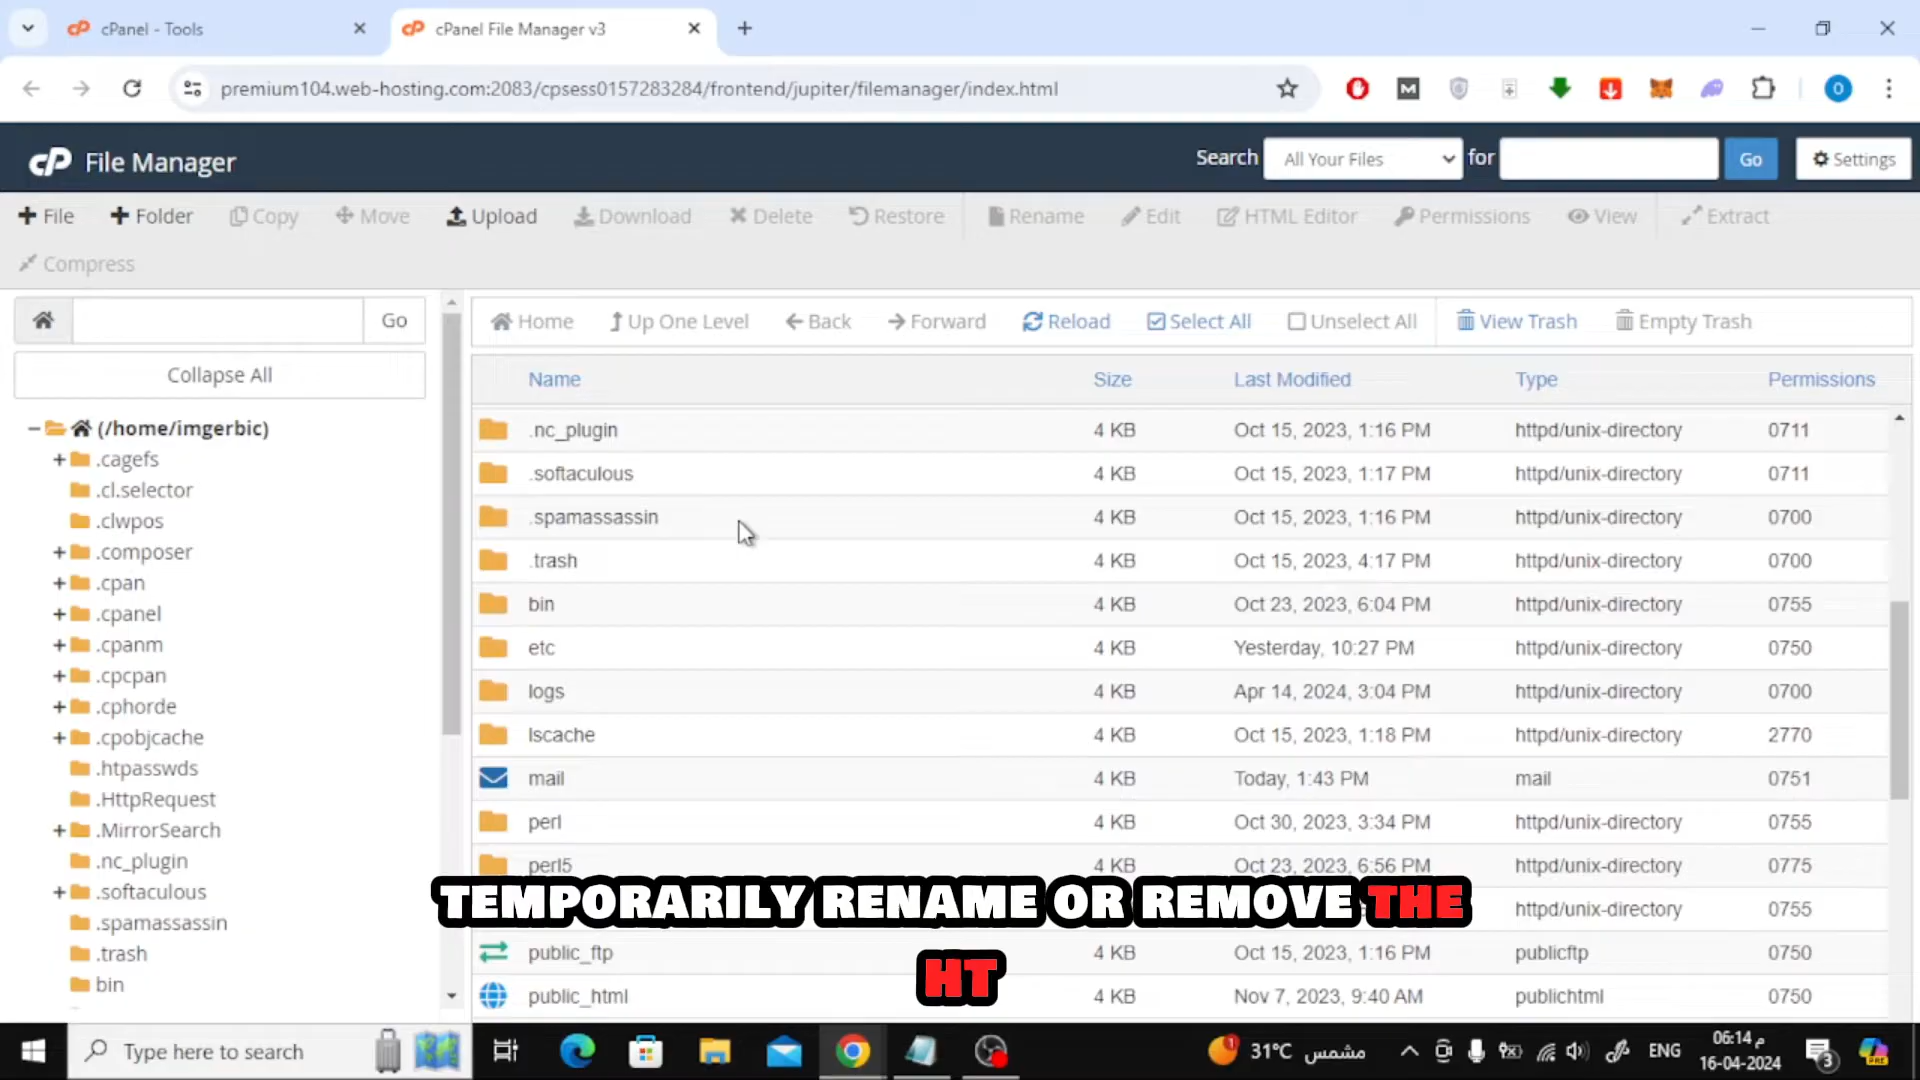 cPanel - Tools
cPanel File Manager v3
premium104.web-hosting.com:2083/cpsess0157283284/frontend/jupiter/filemanager/index.html
cP File Manager
Search All Your Files for Go Settings
File Folder Copy Move Upload Download Delete Restore Rename Edit HTML Editor Permissions View Extract
Compress
Go
Collapse All
(/home/imgerbic)
.cagefs
.cl.selector
.clwpos
.composer
.cpan
.cpanel
.cpanm
.cpcpan
.cphorde
.cpobjcache
.htpasswds
.HttpRequest
.MirrorSearch
.nc_plugin
.softaculous
.spamassassin
.trash
bin
Home Up One Level Back Forward Reload Select All Unselect All View Trash Empty Trash
Name Size Last Modified Type Permissions
.nc_plugin 4 KB Oct 15, 2023, 1:16 PM httpd/unix-directory 0711
.softaculous 4 KB Oct 15, 2023, 1:17 PM httpd/unix-directory 0711
.spamassassin 4 KB Oct 15, 2023, 1:16 PM httpd/unix-directory 0700
.trash 4 KB Oct 15, 2023, 4:17 PM httpd/unix-directory 0700
bin 4 KB Oct 23, 2023, 6:04 PM httpd/unix-directory 0755
etc 4 KB Yesterday, 10:27 PM httpd/unix-directory 0750
logs 4 KB Apr 14, 2024, 3:04 PM httpd/unix-directory 0700
lscache 4 KB Oct 15, 2023, 1:18 PM httpd/unix-directory 2770
mail 4 KB Today, 1:43 PM mail 0751
perl 4 KB Oct 30, 2023, 3:34 PM httpd/unix-directory 0755
perl5 4 KB Oct 23, 2023, 6:56 PM httpd/unix-directory 0775
httpd/unix-directory 0755
public_ftp 4 KB Oct 15, 2023, 1:16 PM publicftp 0750
public_html 4 KB Nov 7, 2023, 9:40 AM publichtml 0750
TEMPORARILY RENAME OR REMOVE THE
HT
Type here to search
31°C مشمس
ENG
06:14 م
16-04-2024
3